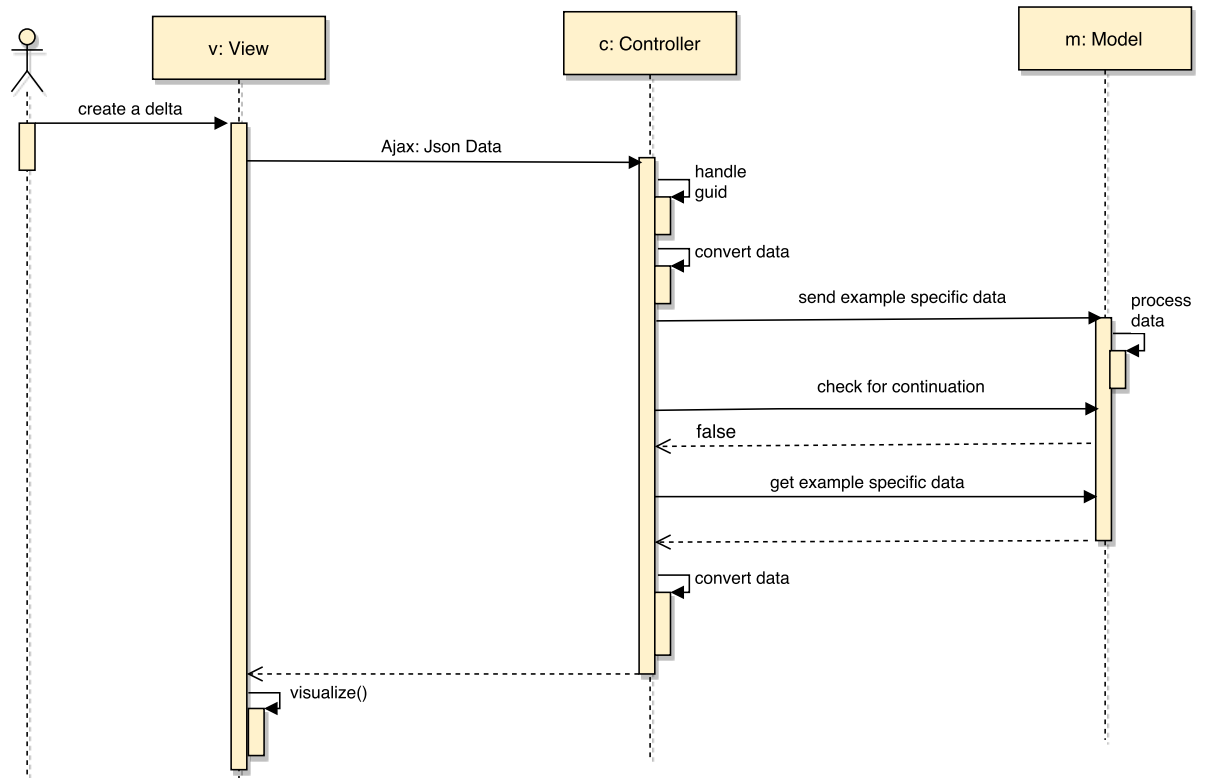 v: View
c: Controller
m: Model
create a delta
Ajax: Json Data
handle
guid
convert data
send example specific data
process
data
check for continuation
false
get example specific data
convert data
visualize()